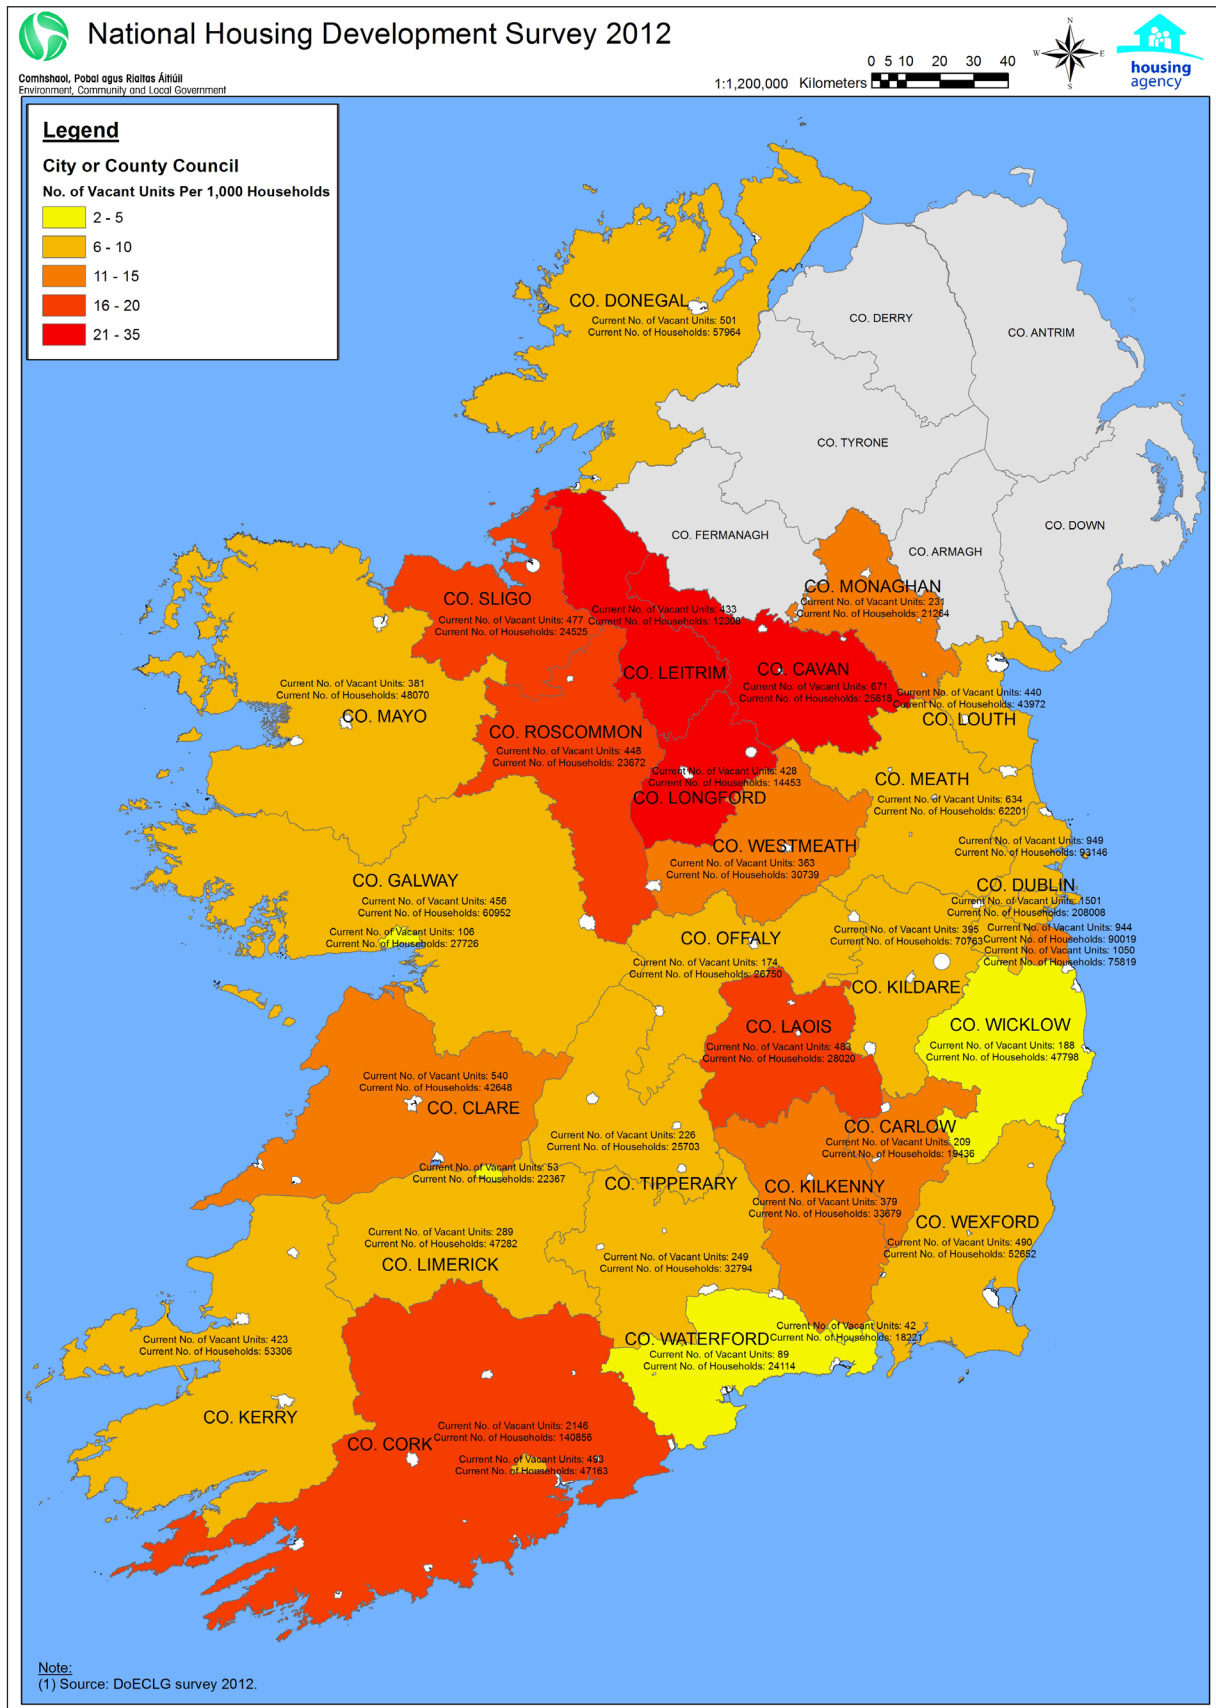 National Housing Development Survey 2012
Comhshaol, Pobal agus Rialtas Áitiúil
Environment, Community and Local Government
1:1,200,000 Kilometers
0 5 10 20 30 40
N
W E
S
housing
agency
Legend
City or County Council
No. of Vacant Units Per 1,000 Households
2 - 5
6 - 10
11 - 15
16 - 20
21 - 35
CO. DONEGAL
Current No. of Vacant Units: 501
Current No. of Households: 57964
CO. DERRY
CO. ANTRIM
CO. TYRONE
CO. FERMANAGH
CO. ARMAGH
CO. DOWN
CO. MONAGHAN
Current No. of Vacant Units: 231
Current No. of Households: 21264
CO. SLIGO
Current No. of Vacant Units: 477
Current No. of Households: 24525
Current No. of Vacant Units: 433
Current No. of Households: 12308
CO. LEITRIM
CO. CAVAN
Current No. of Vacant Units: 671
Current No. of Households: 25818
Current No. of Vacant Units: 381
Current No. of Households: 48070
CO. MAYO
Current No. of Vacant Units: 440
Current No. of Households: 43972
CO. LOUTH
CO. ROSCOMMON
Current No. of Vacant Units: 448
Current No. of Households: 23672
Current No. of Vacant Units: 428
Current No. of Households: 14453
CO. LONGFORD
CO. MEATH
Current No. of Vacant Units: 634
Current No. of Households: 62201
CO. WESTMEATH
Current No. of Vacant Units: 363
Current No. of Households: 30739
Current No. of Vacant Units: 949
Current No. of Households: 93146
CO. DUBLIN
Current No. of Vacant Units: 1501
Current No. of Households: 208008
Current No. of Vacant Units: 944
Current No. of Households: 90019
Current No. of Vacant Units: 1050
Current No. of Households: 75819
CO. GALWAY
Current No. of Vacant Units: 456
Current No. of Households: 60952
Current No. of Vacant Units: 106
Current No. of Households: 27726
CO. OFFALY
Current No. of Vacant Units: 174
Current No. of Households: 26750
Current No. of Vacant Units: 395
Current No. of Households: 70763
CO. KILDARE
CO. LAOIS
Current No. of Vacant Units: 483
Current No. of Households: 28020
CO. WICKLOW
Current No. of Vacant Units: 188
Current No. of Households: 47798
Current No. of Vacant Units: 540
Current No. of Households: 42648
CO. CLARE
Current No. of Vacant Units: 53
Current No. of Households: 22367
Current No. of Vacant Units: 226
Current No. of Households: 25703
CO. TIPPERARY
CO. CARLOW
Current No. of Vacant Units: 209
Current No. of Households: 19436
CO. KILKENNY
Current No. of Vacant Units: 379
Current No. of Households: 33679
CO. WEXFORD
Current No. of Vacant Units: 490
Current No. of Households: 52652
Current No. of Vacant Units: 289
Current No. of Households: 47282
CO. LIMERICK
Current No. of Vacant Units: 249
Current No. of Households: 32794
Current No. of Vacant Units: 42
Current No. of Households: 18221
CO. WATERFORD
Current No. of Vacant Units: 89
Current No. of Households: 24114
Current No. of Vacant Units: 423
Current No. of Households: 53306
CO. KERRY
CO. CORK
Current No. of Vacant Units: 2146
Current No. of Households: 140856
Current No. of Vacant Units: 493
Current No. of Households: 47163
Note:
(1) Source: DoECLG survey 2012.